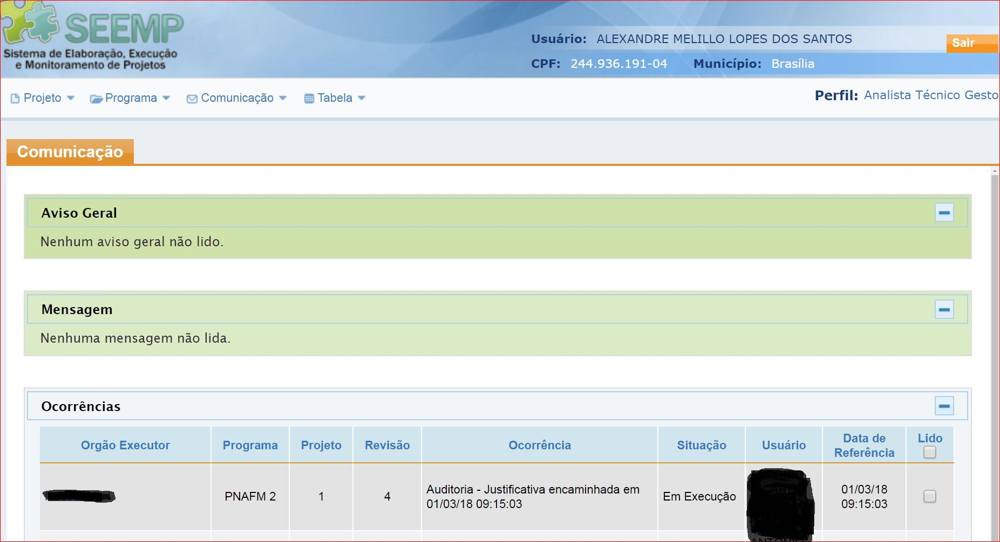 SEEMP
Sistema de Elaboração, Execução
e Monitoramento de Projetos
Usuário: ALEXANDRE MELILLO LOPES DOS SANTOS
Sair
CPF: 244.936.191-04 Município: Brasília
Projeto Programa Comunicação Tabela
Perfil: Analista Técnico Gesto
Comunicação
Aviso Geral
Nenhum aviso geral não lido.
Mensagem
Nenhuma mensagem não lida.
Ocorrências
Orgão Executor Programa Projeto Revisão Ocorrência Situação Usuário Data de Referência Lido
PNAFM 2 1 4 Auditoria - Justificativa encaminhada em 01/03/18 09:15:03 Em Execução 01/03/18 09:15:03